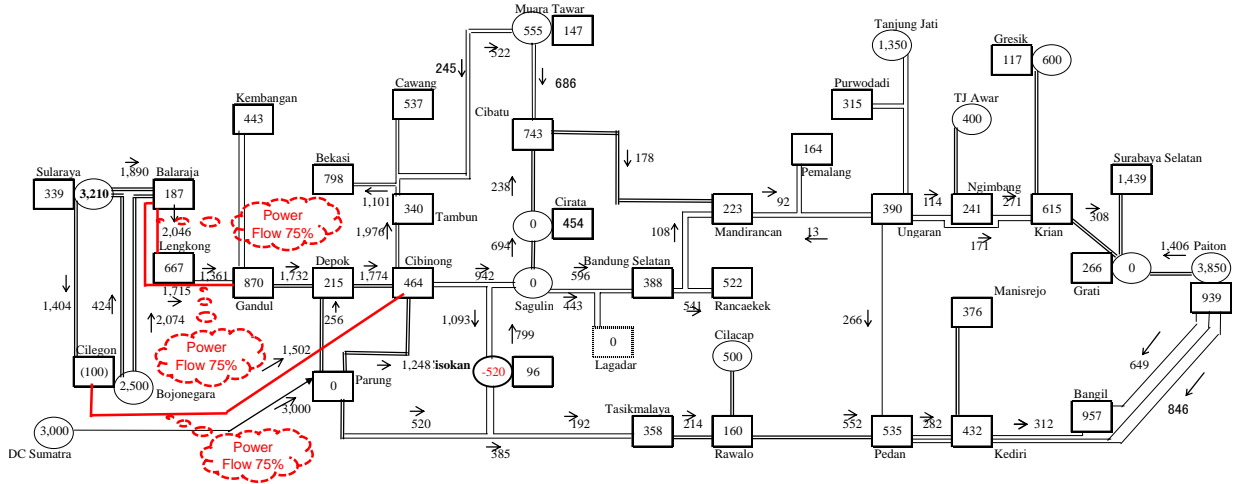 Muara Tawar
555
147
522
245
686
Tanjung Jati
1,350
Gresik
117
600
Cawang
537
Purwodadi
315
Kembangan
443
Cibatu
743
TJ Awar
400
Bekasi
798
164
Pemalang
178
Surabaya Selatan
1,439
Sularaya
339
3,210
1,890
Balaraja
187
Power
Flow 75%
1,101
340
Tambun
238
Cirata
0
454
92
223
Mandirancan
390
Ungaran
114
Ngimbang
241
271
615
Krian
308
2,046
Lengkong
667
1,361
1,976
694
108
13
171
1,406
Paiton
3,850
939
266
0
Grati
1,715
870
Gandul
1,732
Depok
215
1,774
Cibinong
464
942
0
Sagulin
596
443
Bandung Selatan
388
541
522
Rancaekek
1,404
424
2,074
256
1,093
799
266
Manisrejo
376
Power
Flow 75%
1,502
0
Lagadar
Cilegon
(100)
2,500
Bojonegara
0
Parung
1,248
isokan
-520
96
Cilacap
500
649
846
3,000
3,000
DC Sumatra
Power
Flow 75%
520
385
192
Tasikmalaya
358
214
160
Rawalo
552
535
Pedan
282
432
Kediri
312
Bangil
957